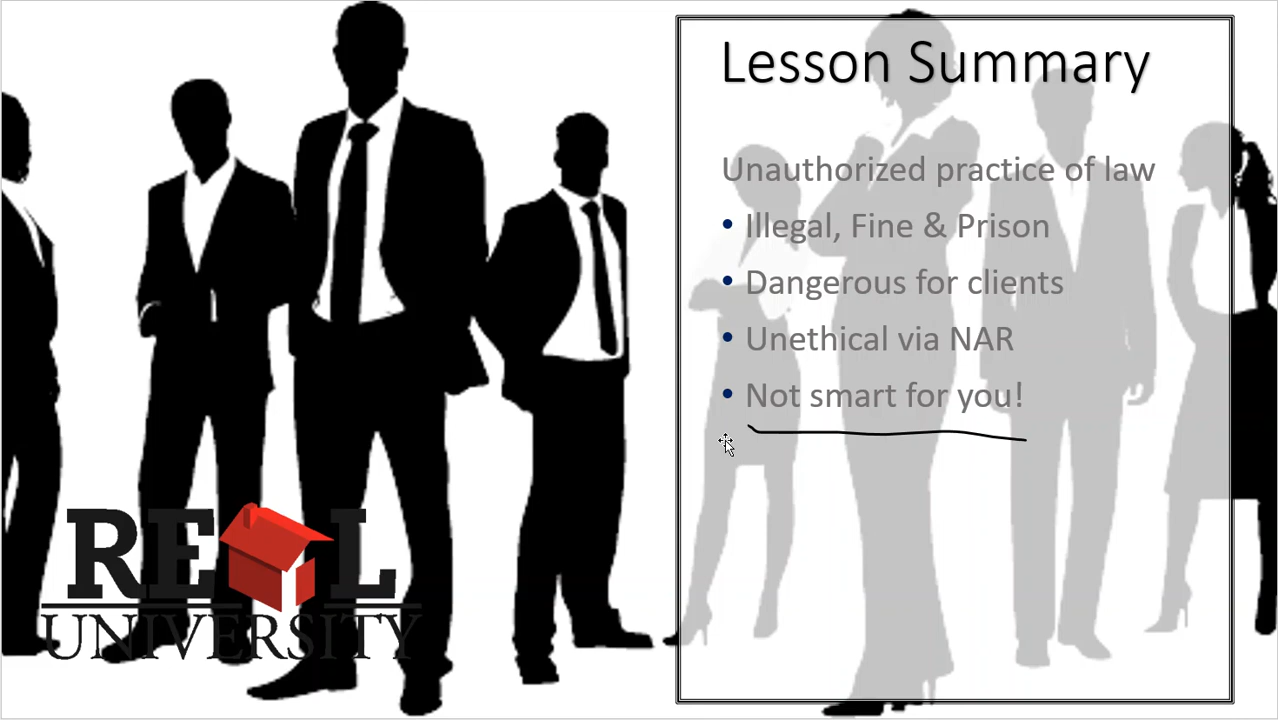 Lesson Summary
Unauthorized practice of law
• Illegal, Fine & Prison
• Dangerous for clients
• Unethical via NAR
• Not smart for you!
REAL
UNIVERSITY